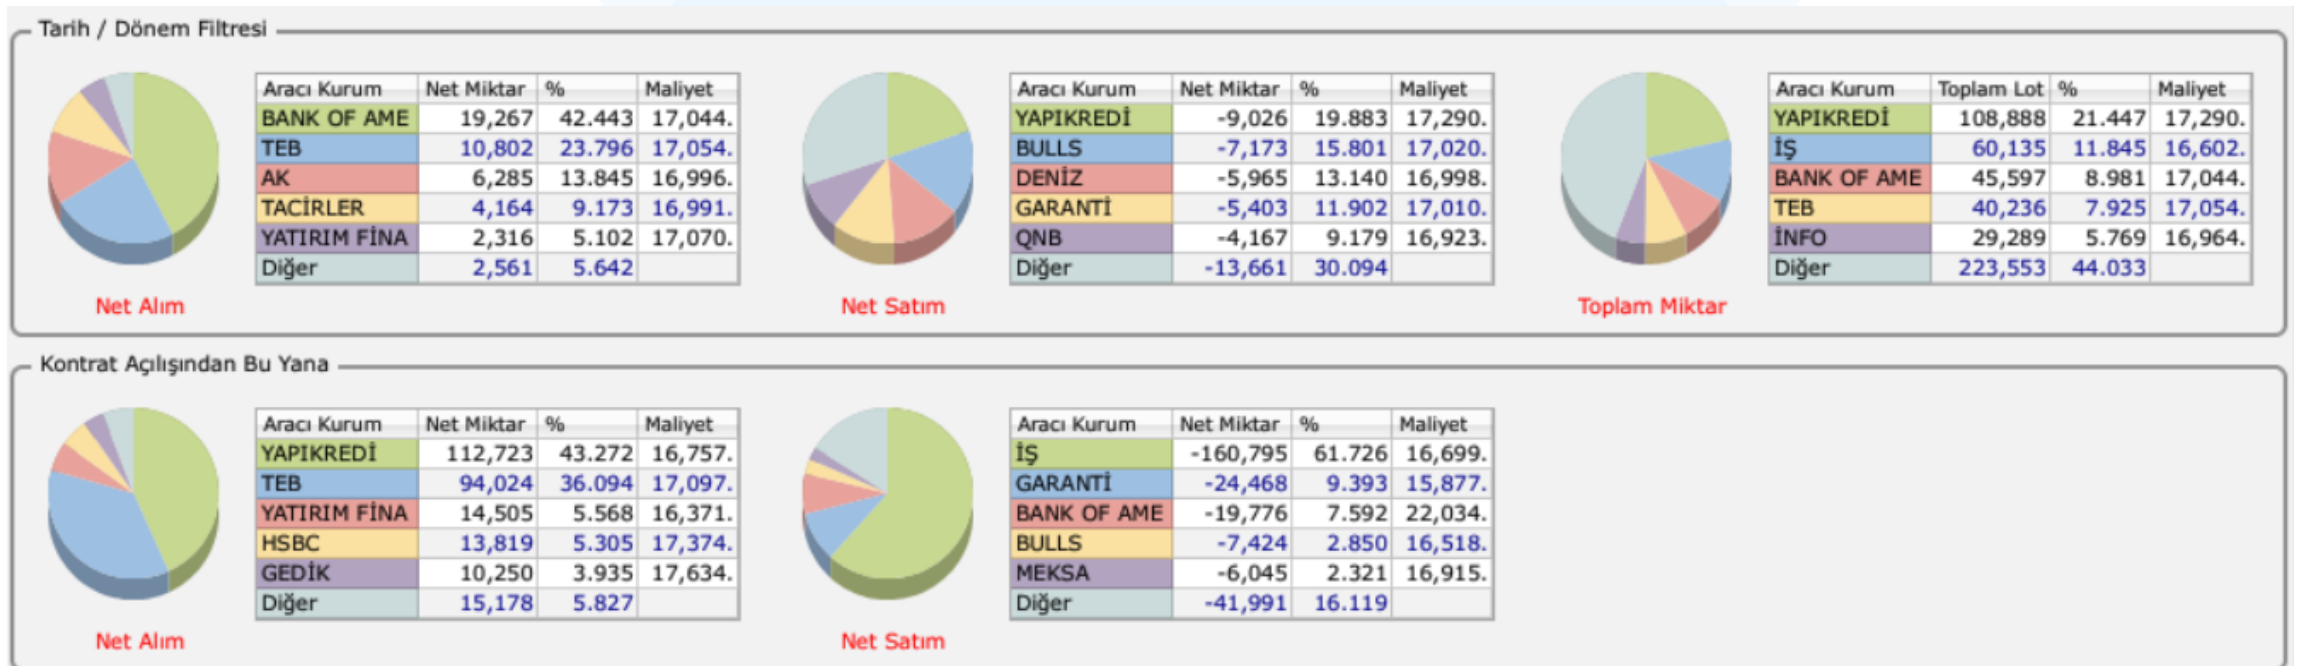 Tarih / Dönem Filtresi
Aracı Kurum Net Miktar % Maliyet
BANK OF AME 19,267 42.443 17,044.
TEB 10,802 23.796 17,054.
AK 6,285 13.845 16,996.
TACİRLER 4,164 9.173 16,991.
YATIRIM FİNA 2,316 5.102 17,070.
Diğer 2,561 5.642
Net Alım
Aracı Kurum Net Miktar % Maliyet
YAPIKREDİ -9,026 19.883 17,290.
BULLS -7,173 15.801 17,020.
DENİZ -5,965 13.140 16,998.
GARANTİ -5,403 11.902 17,010.
QNB -4,167 9.179 16,923.
Diğer -13,661 30.094
Net Satım
Aracı Kurum Toplam Lot % Maliyet
YAPIKREDİ 108,888 21.447 17,290.
İŞ 60,135 11.845 16,602.
BANK OF AME 45,597 8.981 17,044.
TEB 40,236 7.925 17,054.
İNFO 29,289 5.769 16,964.
Diğer 223,553 44.033
Toplam Miktar
Kontrat Açılışından Bu Yana
Aracı Kurum Net Miktar % Maliyet
YAPIKREDİ 112,723 43.272 16,757.
TEB 94,024 36.094 17,097.
YATIRIM FİNA 14,505 5.568 16,371.
HSBC 13,819 5.305 17,374.
GEDİK 10,250 3.935 17,634.
Diğer 15,178 5.827
Net Alım
Aracı Kurum Net Miktar % Maliyet
İŞ -160,795 61.726 16,699.
GARANTİ -24,468 9.393 15,877.
BANK OF AME -19,776 7.592 22,034.
BULLS -7,424 2.850 16,518.
MEKSA -6,045 2.321 16,915.
Diğer -41,991 16.119
Net Satım